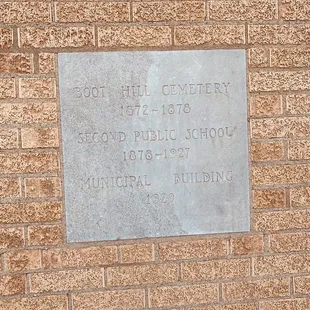 BOOT HILL CEMETERY
1872-1878
SECOND PUBLIC SCHOOL
1878-1927
MUNICIPAL BUILDING
1929